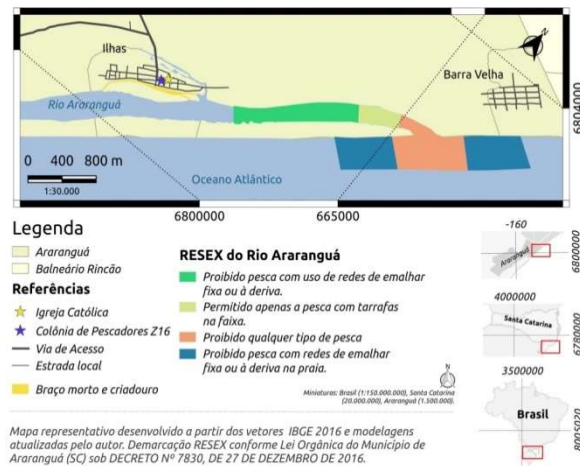 Ilhas
Barra Velha
Rio Araranguá
0 400 800 m
1:30.000
Oceano Atlântico
6804000
6800000
665000
Legenda
Araranguá
Balneário Rincão
Referências
Igreja Católica
Colônia de Pescadores Z16
Via de Acesso
Estrada local
Braço morto e criadouro
RESEX do Rio Araranguá
Proibido pesca com uso de redes de emalhar
fixa ou à deriva.
Permitido apenas a pesca com tarrafas
na faixa.
Proibido qualquer tipo de pesca
Proibido pesca com redes de emalhar
fixa ou à deriva na praia.
Miniaturas: Brasil (1:150.000.000), Santa Catarina
(20.000.000), Araranguá (1.500.000).
-160
Araranguá
6800000
4000000
Santa Catarina
6780000
3500000
Brasil
8005020
Mapa representativo desenvolvido a partir dos vetores IBGE 2016 e modelagens
atualizadas pelo autor. Demarcação RESEX conforme Lei Orgânica do Município de
Araranguá (SC) sob DECRETO Nº 7830, DE 27 DE DEZEMBRO DE 2016.